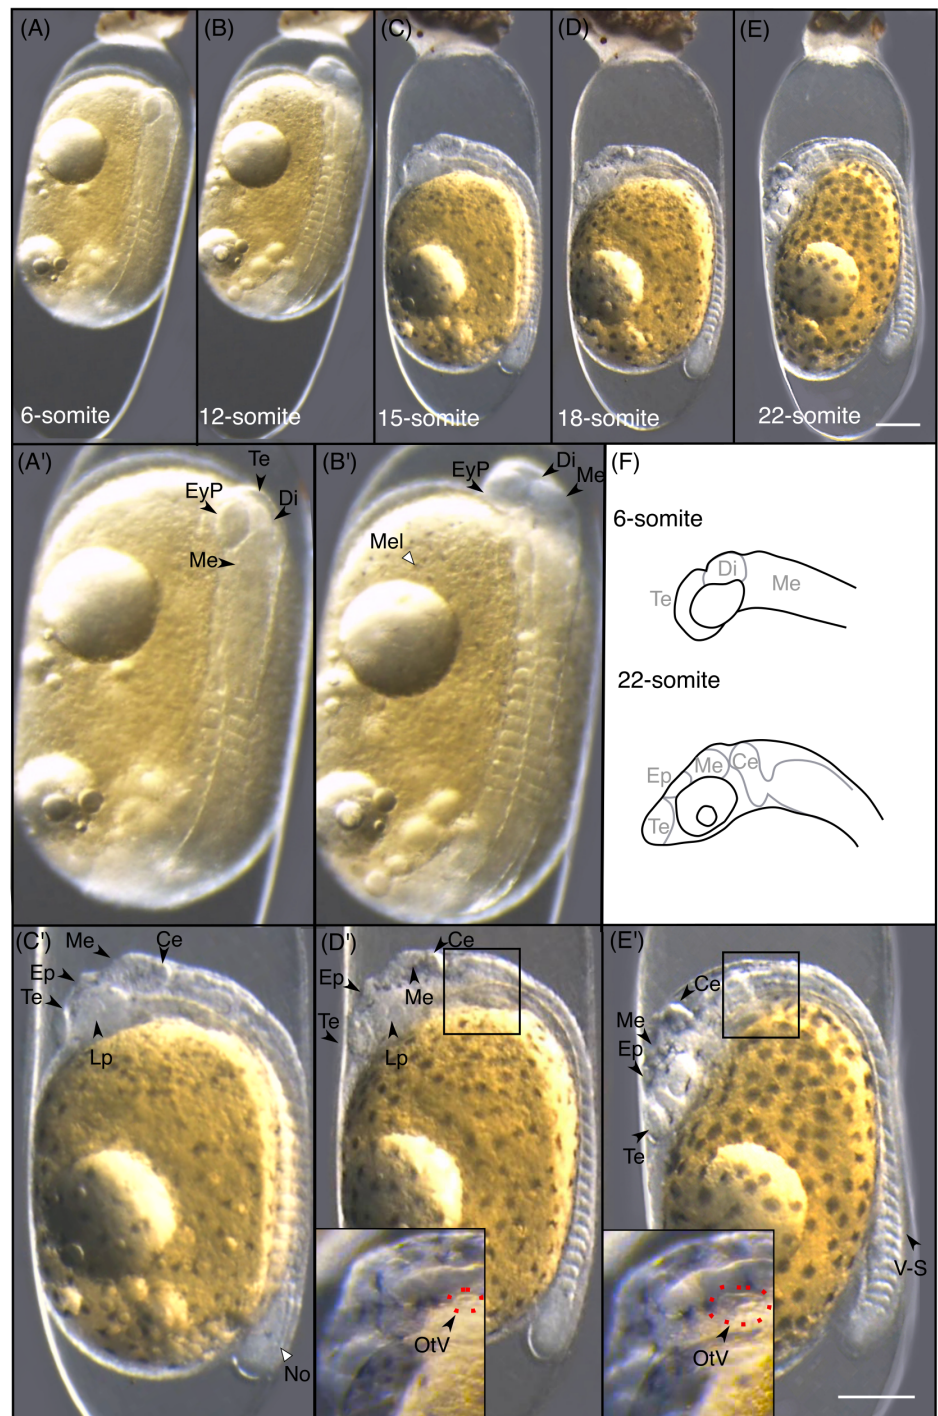 (A) (B) (C) (D) (E)
6-somite 12-somite 15-somite 18-somite 22-somite
(A') (B') (F)
Te Di
EyP EyP Me
Di 6-somite
Mel
Me Di
Te Me
22-somite
Me Ce
Ep
Te
(C') (D') (E')
Me Ce Ce
Ep Ep Ce
Te Me Me
Te Ep
Lp Lp
Te
V-S
OtV OtV
No